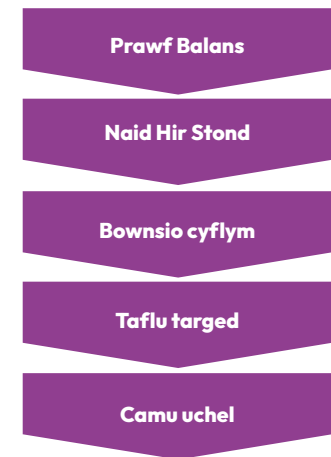 Prawf Balans
Naid Hir Stond
Bownsio cyflym
Taflu targed
Camu uchel